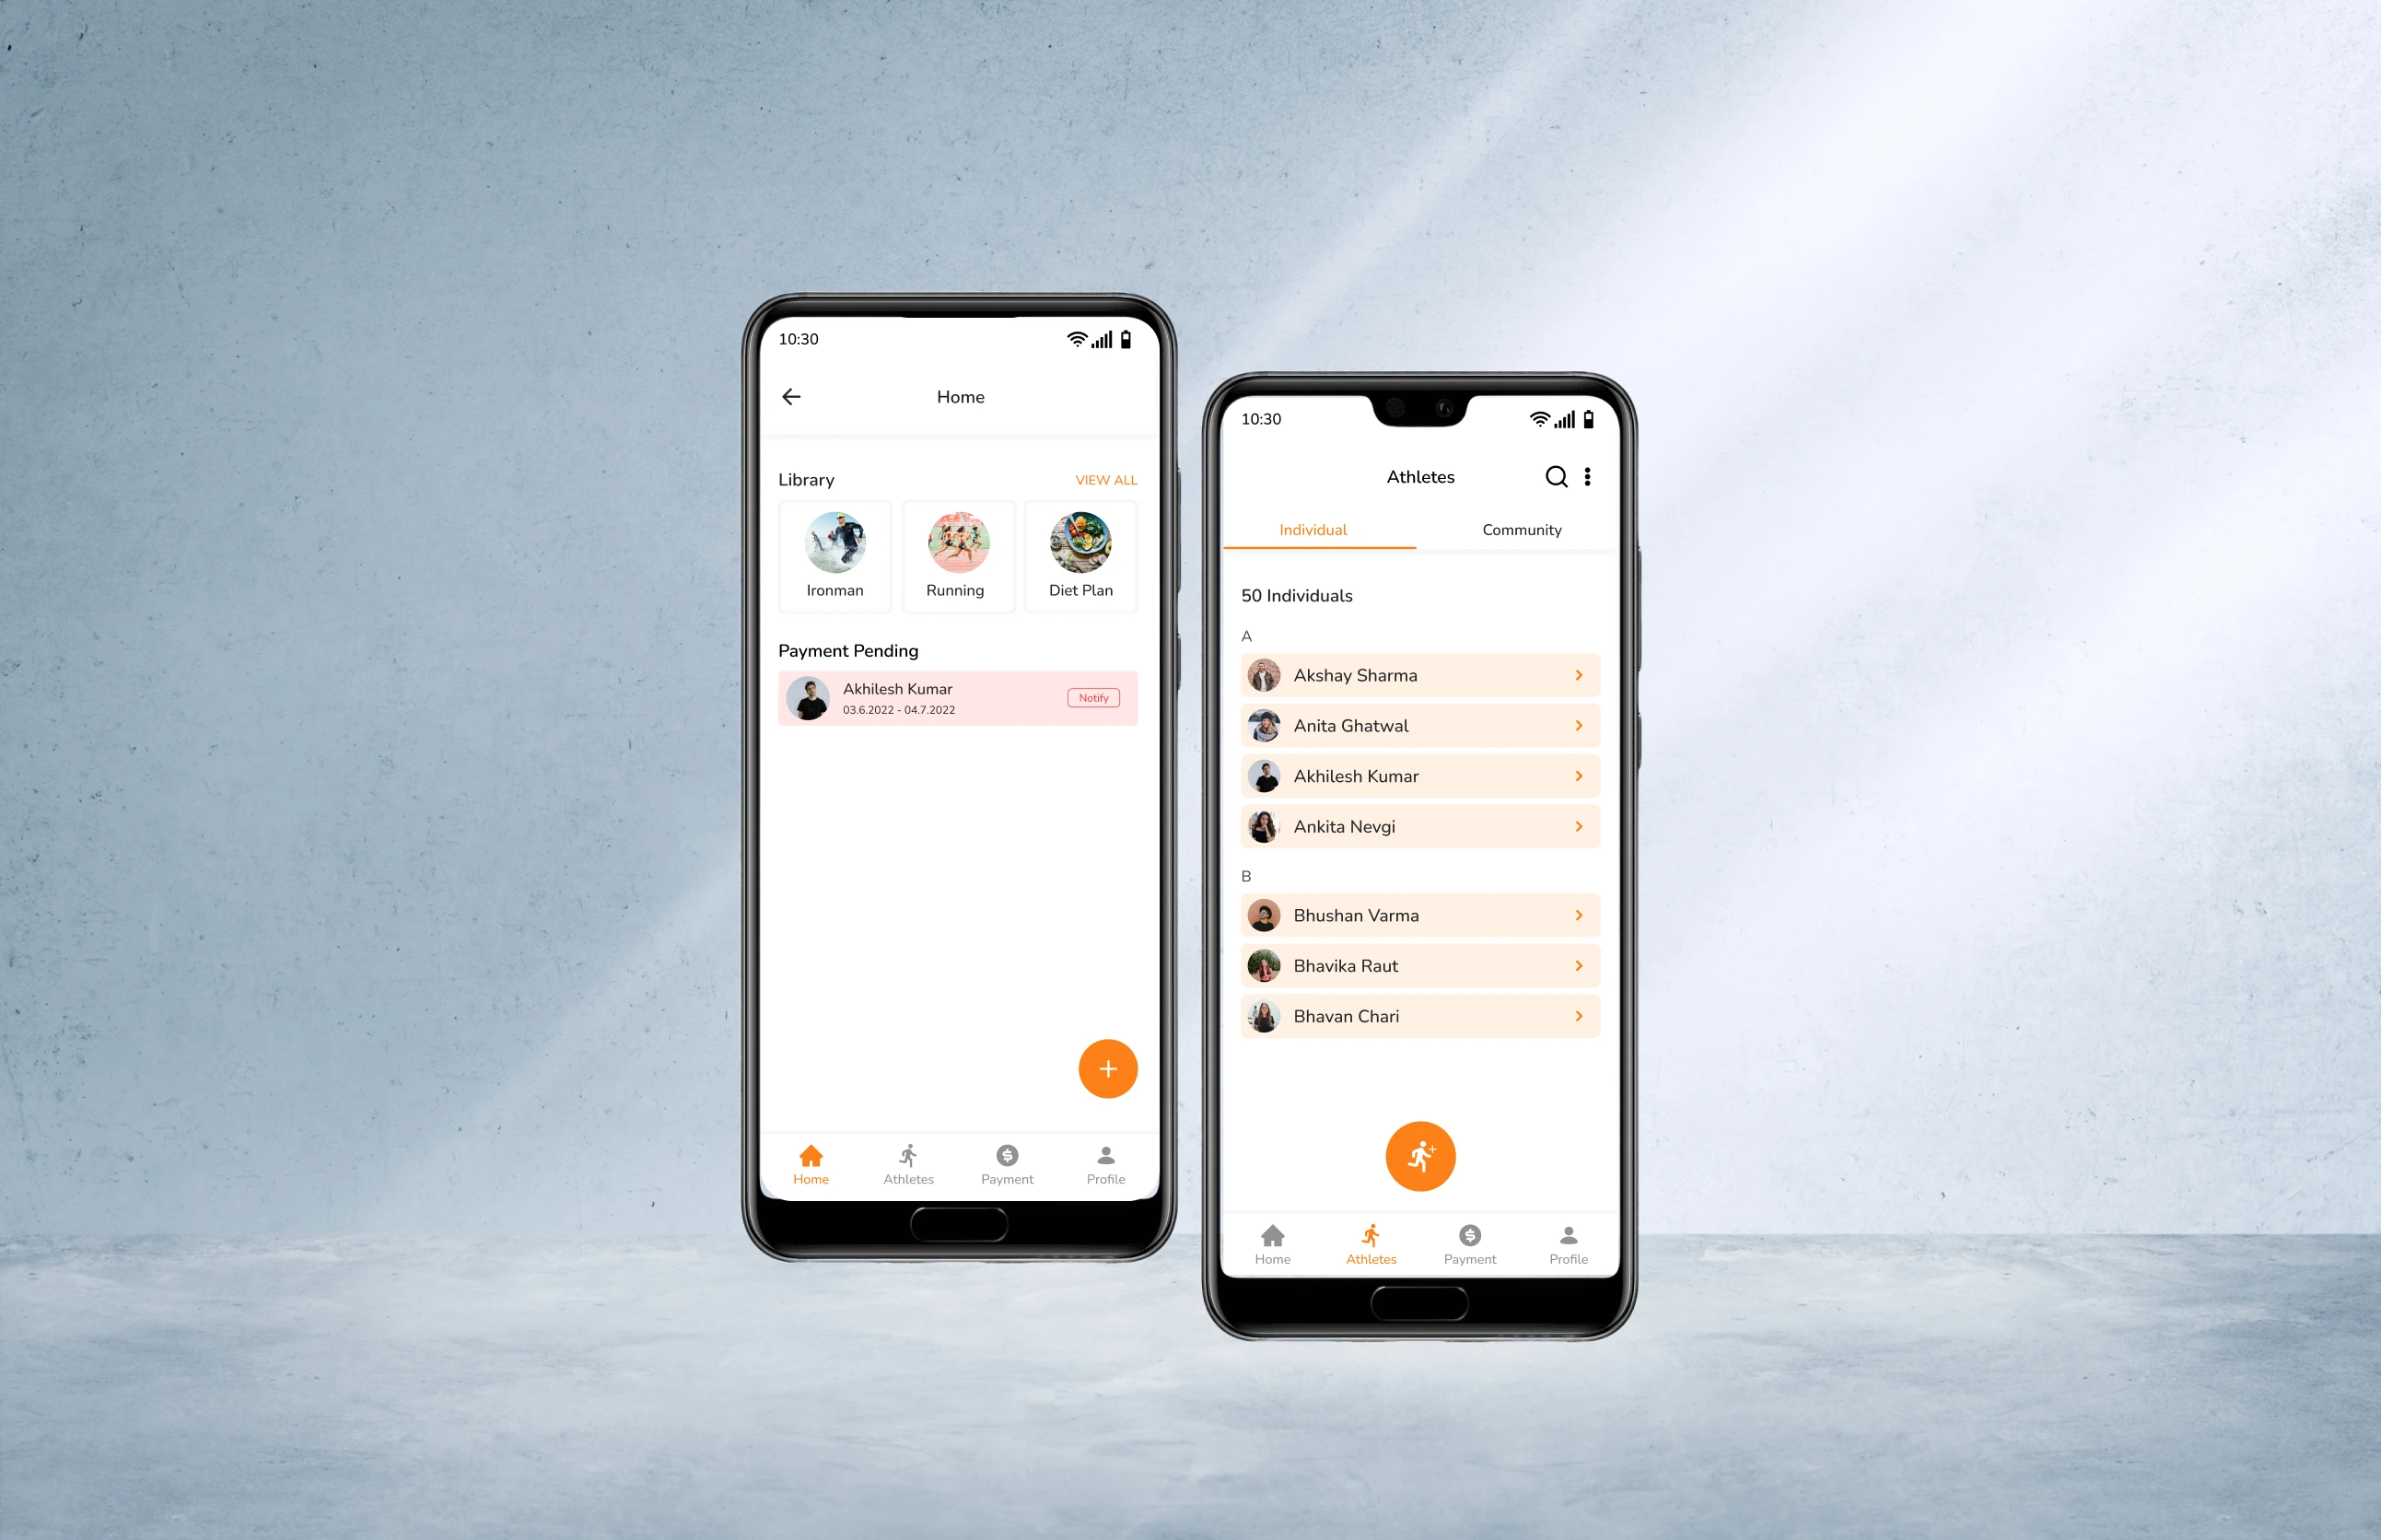 10:30
Home
Library
VIEW ALL
Ironman
Running
Diet Plan
Payment Pending
Akhilesh Kumar
03.6.2022 - 04.7.2022
Notify
Home
Athletes
Payment
Profile
10:30
Athletes
Individual
Community
50 Individuals
A
Akshay Sharma
Anita Ghatwal
Akhilesh Kumar
Ankita Nevgi
B
Bhushan Varma
Bhavika Raut
Bhavan Chari
Home
Athletes
Payment
Profile